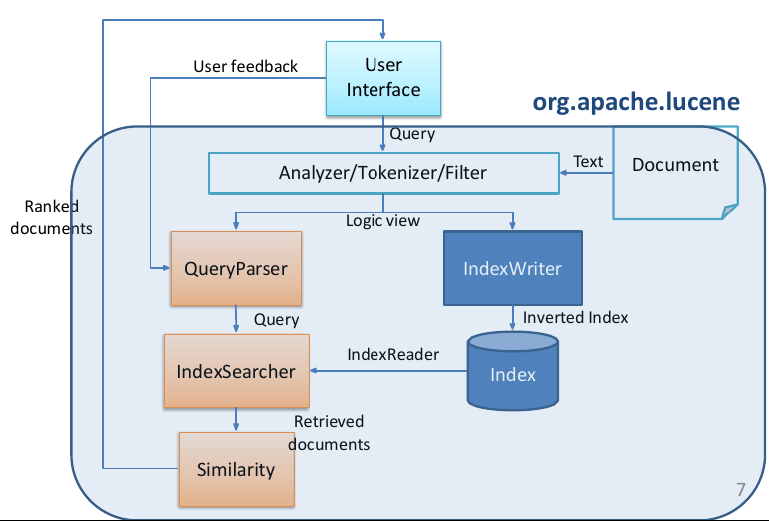 User feedback
User
Interface
org.apache.lucene
Query
Analyzer/Tokenizer/Filter
Text
Document
Ranked
documents
Logic view
QueryParser
IndexWriter
Query
Inverted Index
IndexSearcher
IndexReader
Index
Retrieved
documents
Similarity
7